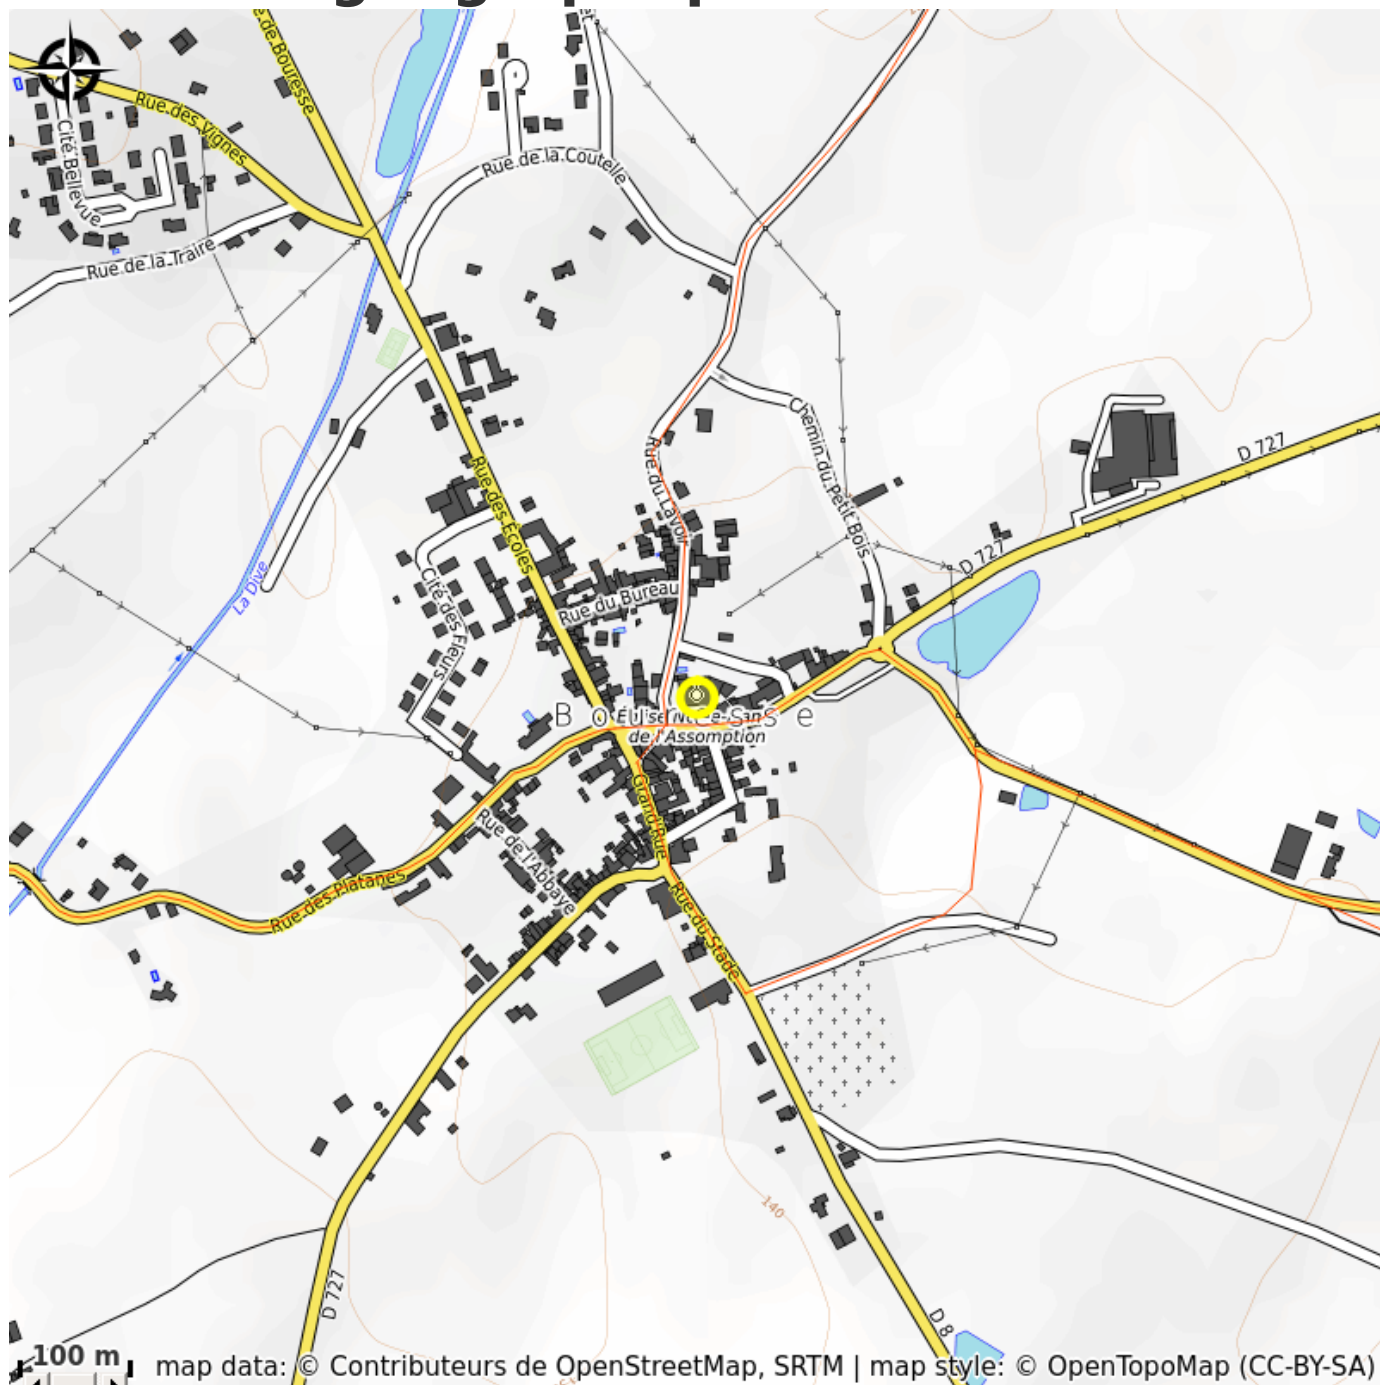 e de Bouresse
Rue des Vignes
Cité Bellevue
Rue de la Coutelle
Rue de la Traire
Chemin du Petit Bois
D 727
Rue du Lavoir
Rue des Écoles
D 727
La Dive
Cité des Fleurs
Rue du Bureau
Bouresse
de l'Assomption
Grand'Rue
Rue de l'Abbaye
Rue des Platanes
Rue du Stade
140
D 727
D 8
100 m
map data: © Contributeurs de OpenStreetMap, SRTM | map style: © OpenTopoMap (CC-BY-SA)